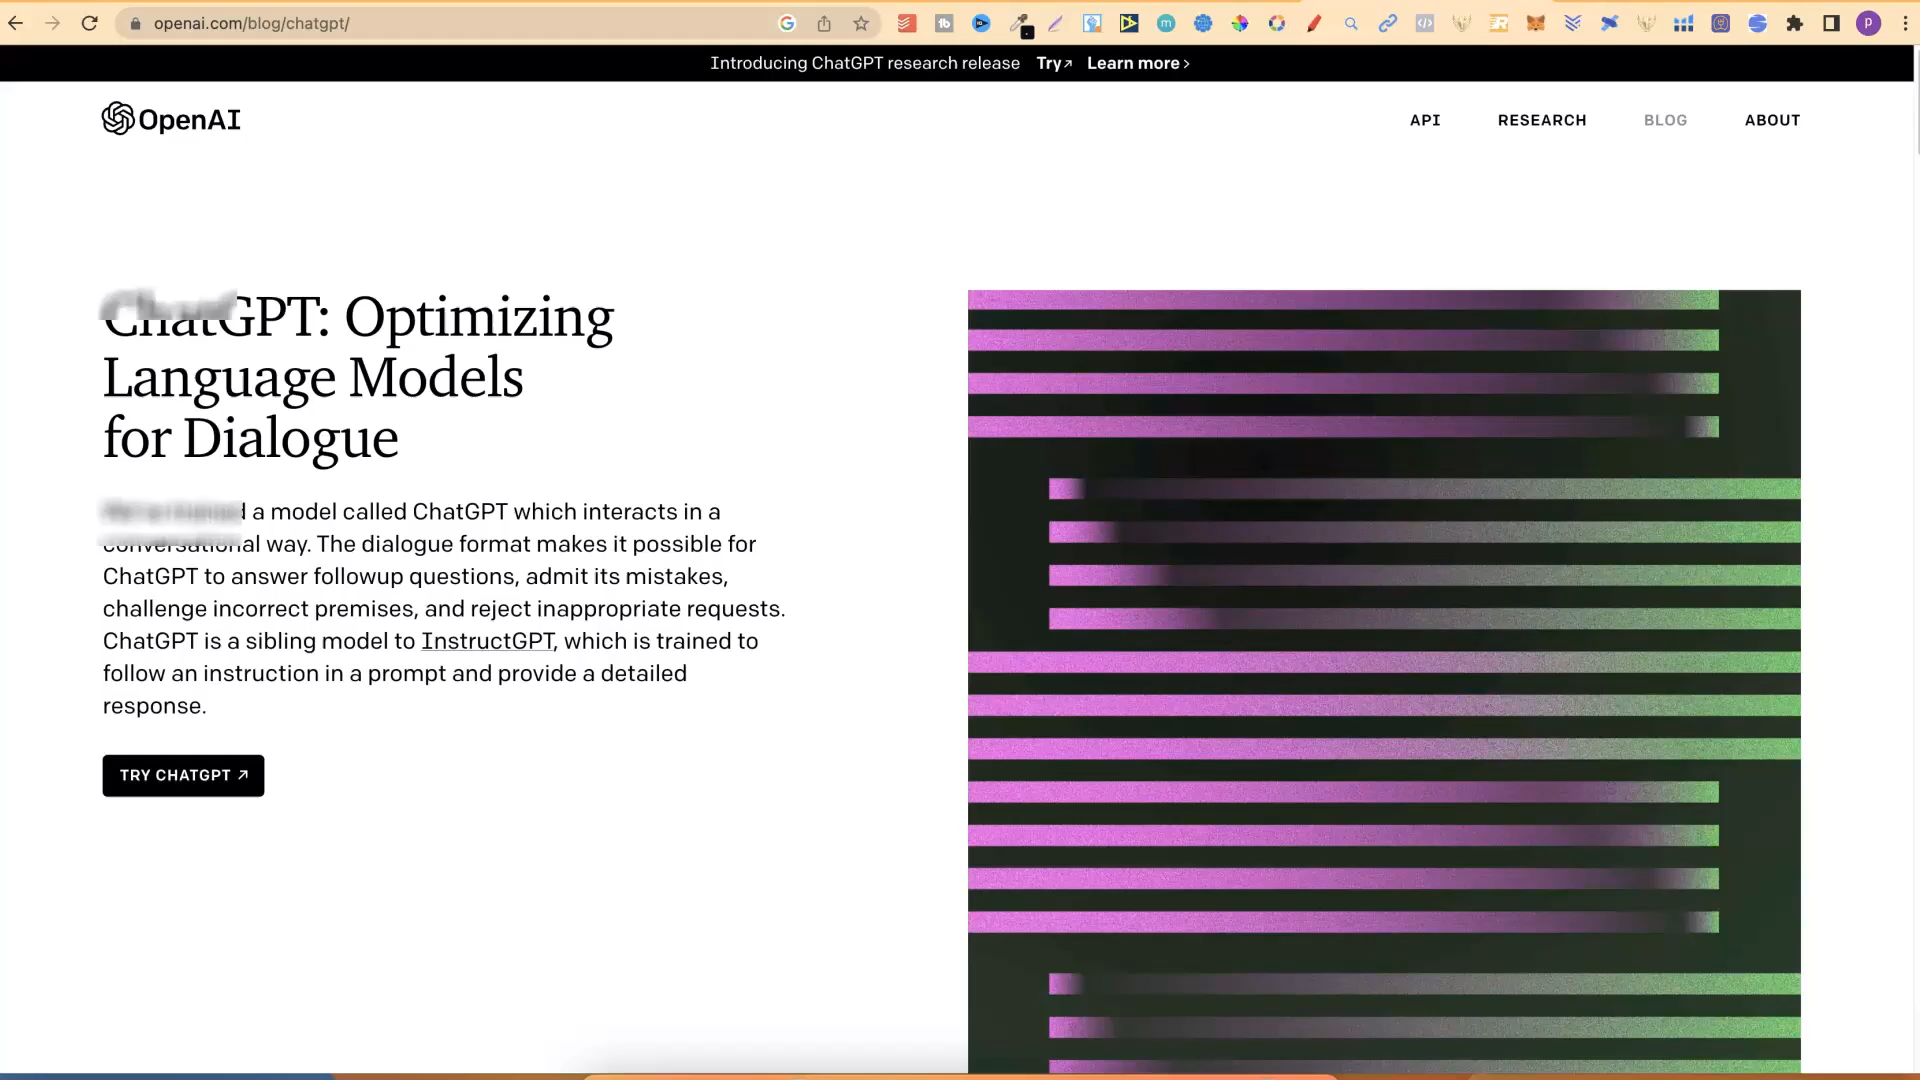 openai.com/blog/chatgpt/
Introducing ChatGPT research release Try↗ Learn more ›
OpenAI
API RESEARCH BLOG ABOUT
ChatGPT: Optimizing
Language Models
for Dialogue
a model called ChatGPT which interacts in a
conversational way. The dialogue format makes it possible for
ChatGPT to answer followup questions, admit its mistakes,
challenge incorrect premises, and reject inappropriate requests.
ChatGPT is a sibling model to InstructGPT, which is trained to
follow an instruction in a prompt and provide a detailed
response.
TRY CHATGPT ↗